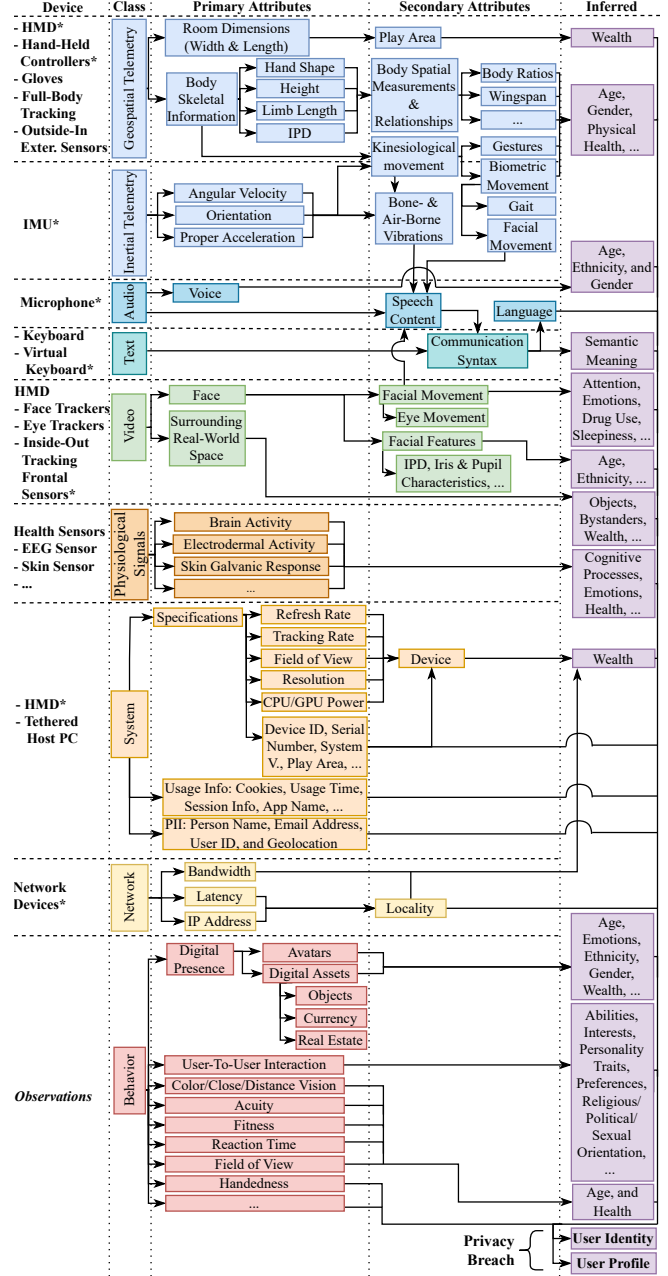 Device
Class
Primary Attributes
Secondary Attributes
Inferred
- HMD*
- Hand-Held
Controllers*
- Gloves
- Full-Body
Tracking
- Outside-In
Exter. Sensors
Geospatial Telemetry
Room Dimensions
(Width & Length)
Body
Skeletal
Information
Hand Shape
Height
Limb Length
IPD
Play Area
Body Spatial
Measurements
&
Relationships
Body Ratios
Wingspan
...
Kinesiological
movement
Gestures
Biometric
Movement
Gait
Facial
Movement
Wealth
Age,
Gender,
Physical
Health, ...
IMU*
Inertial Telemetry
Angular Velocity
Orientation
Proper Acceleration
Bone- &
Air-Borne
Vibrations
Age,
Ethnicity, and
Gender
Microphone*
Audio
Voice
Speech
Content
Language
- Keyboard
- Virtual
Keyboard*
Text
Communication
Syntax
Semantic
Meaning
HMD
- Face Trackers
- Eye Trackers
- Inside-Out
Tracking
Frontal
Sensors*
Video
Face
Surrounding
Real-World
Space
Facial Movement
Eye Movement
Facial Features
IPD, Iris & Pupil
Characteristics, ...
Attention,
Emotions,
Drug Use,
Sleepiness, ...
Age,
Ethnicity, ...
Objects,
Bystanders,
Wealth, ...
Health Sensors
- EEG Sensor
- Skin Sensor
- ...
Physiological
Signals
Brain Activity
Electrodermal Activity
Skin Galvanic Response
...
Cognitive
Processes,
Emotions,
Health, ...
- HMD*
- Tethered
Host PC
System
Specifications
Refresh Rate
Tracking Rate
Field of View
Resolution
CPU/GPU Power
Device ID, Serial
Number, System
V., Play Area, ...
Device
Wealth
Usage Info: Cookies, Usage Time,
Session Info, App Name, ...
PII: Person Name, Email Address,
User ID, and Geolocation
Network
Devices*
Network
Bandwidth
Latency
IP Address
Locality
Observations
Behavior
Digital
Presence
Avatars
Digital Assets
Objects
Currency
Real Estate
Age,
Emotions,
Ethnicity,
Gender,
Wealth, ...
User-To-User Interaction
Color/Close/Distance Vision
Acuity
Fitness
Reaction Time
Field of View
Handedness
...
Abilities,
Interests,
Personality
Traits,
Preferences,
Religious/
Political/
Sexual
Orientation,
...
Age, and
Health
Privacy
Breach
User Identity
User Profile